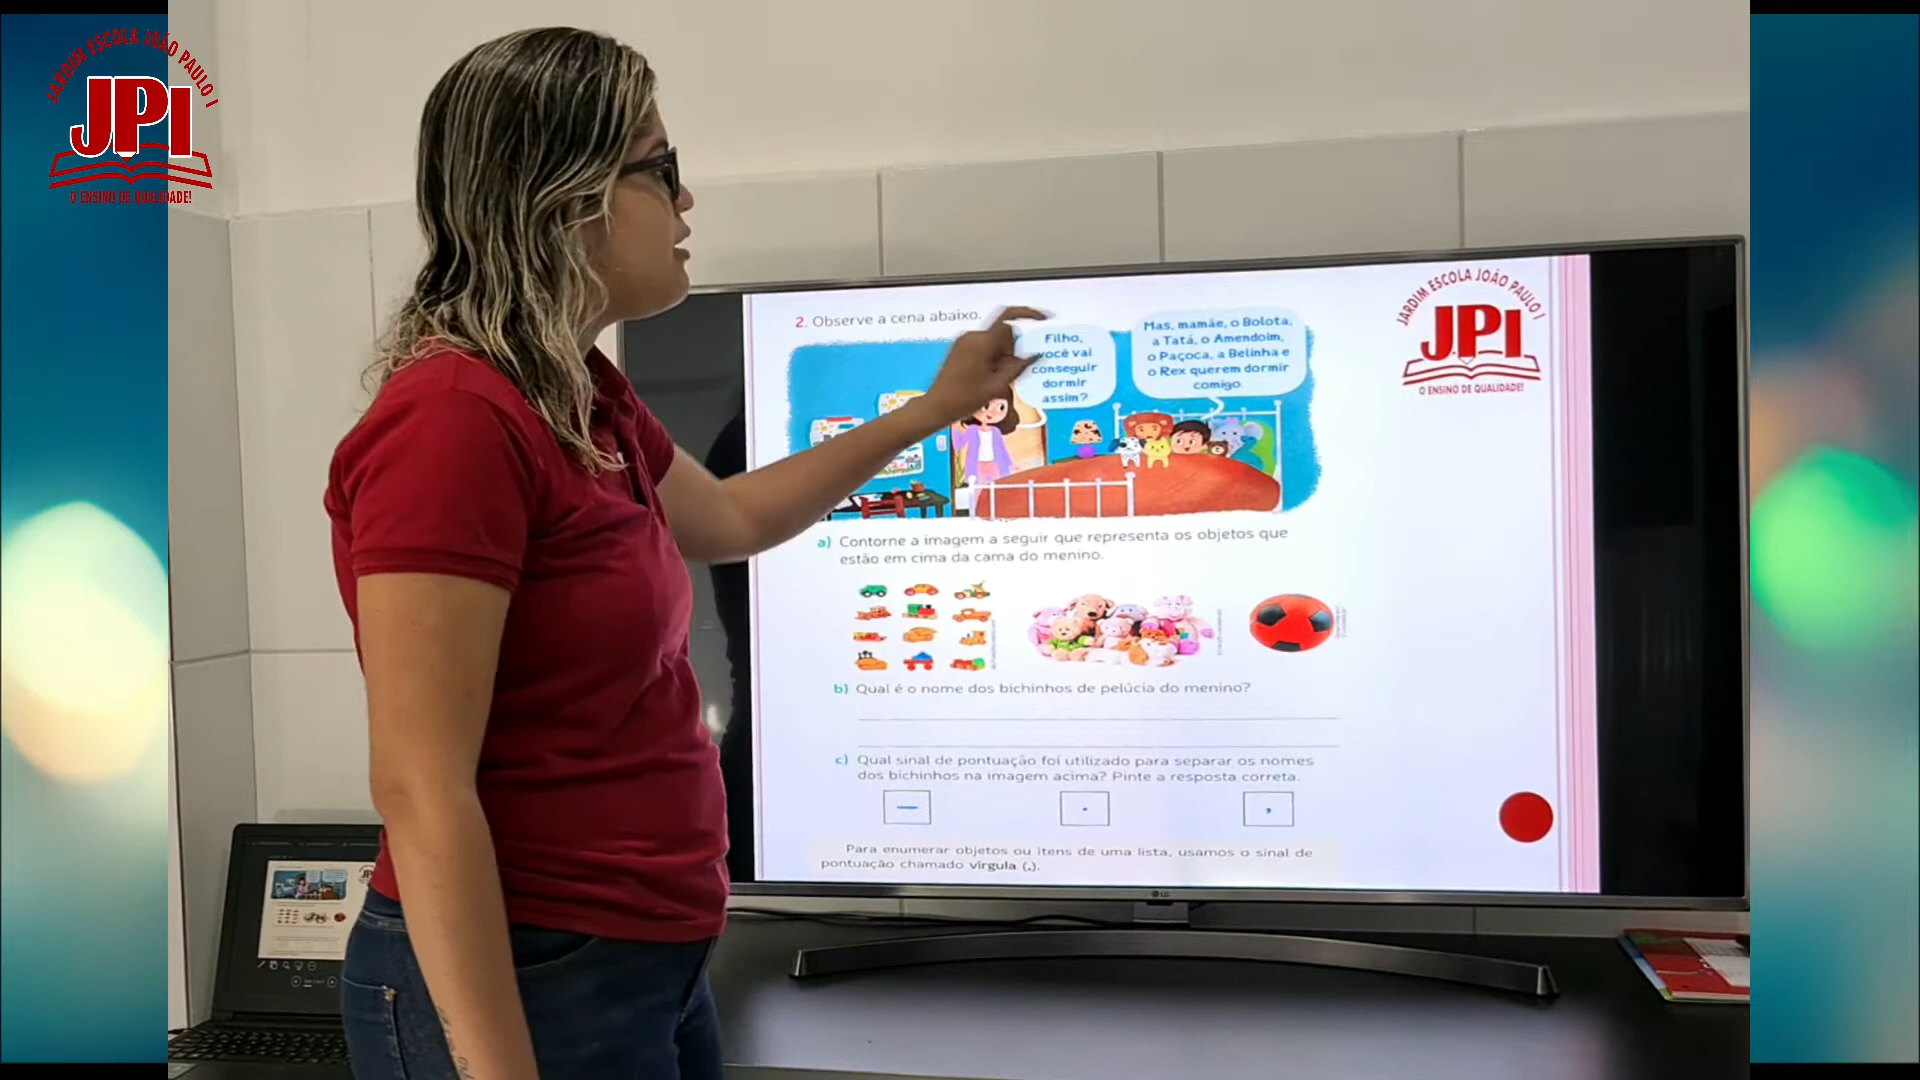 JARDIM ESCOLA JOÃO PAULO I
JPI
O ENSINO DE QUALIDADE!
2. Observe a cena abaixo.
Filho,
você vai
conseguir
dormir
assim?
Mas, mamãe, o Bolota,
a Tatá, o Amendoim,
o Paçoca, a Belinha e
o Rex querem dormir
comigo.
JARDIM ESCOLA JOÃO PAULO I
JPI
O ENSINO DE QUALIDADE!
a) Contorne a imagem a seguir que representa os objetos que
estão em cima da cama do menino.
b) Qual é o nome dos bichinhos de pelúcia do menino?
c) Qual sinal de pontuação foi utilizado para separar os nomes
dos bichinhos na imagem acima? Pinte a resposta correta.
— . ,
Para enumerar objetos ou itens de uma lista, usamos o sinal de
pontuação chamado vírgula (,).
LG